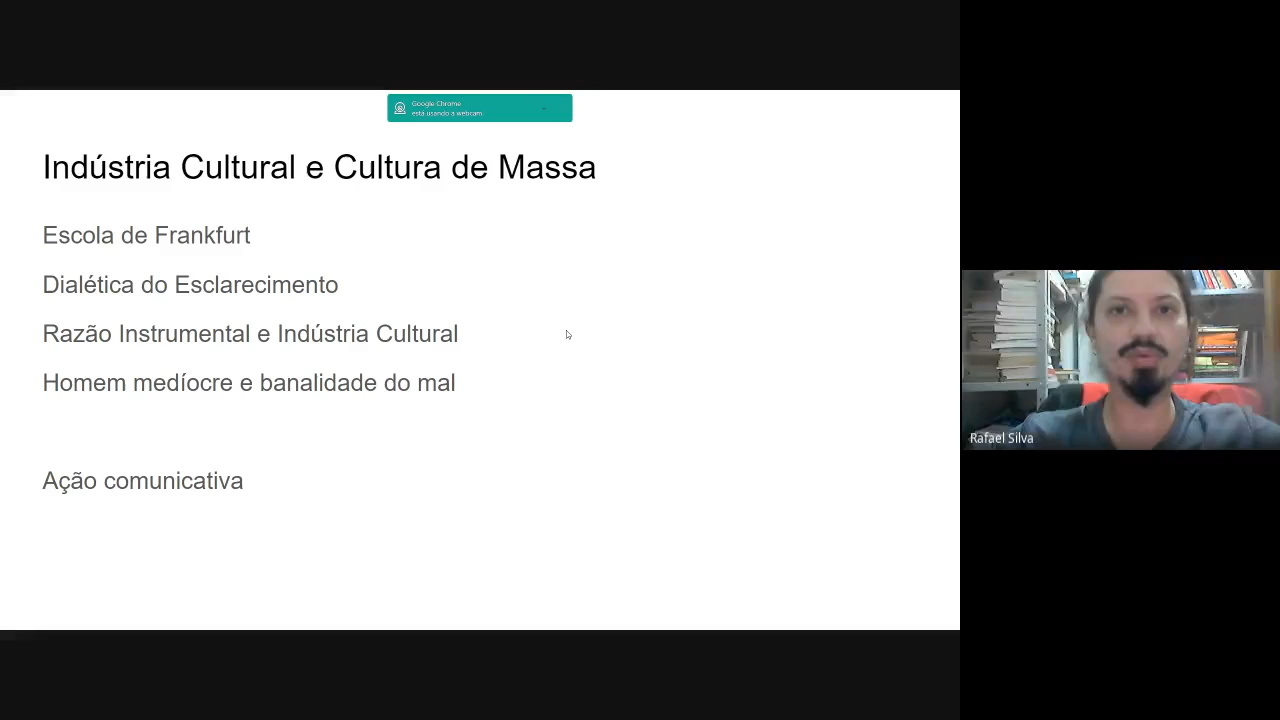 Google Chrome
está usando a webcam
Indústria Cultural e Cultura de Massa
Escola de Frankfurt
Dialética do Esclarecimento
Razão Instrumental e Indústria Cultural
Homem medíocre e banalidade do mal
Ação comunicativa
Rafael Silva